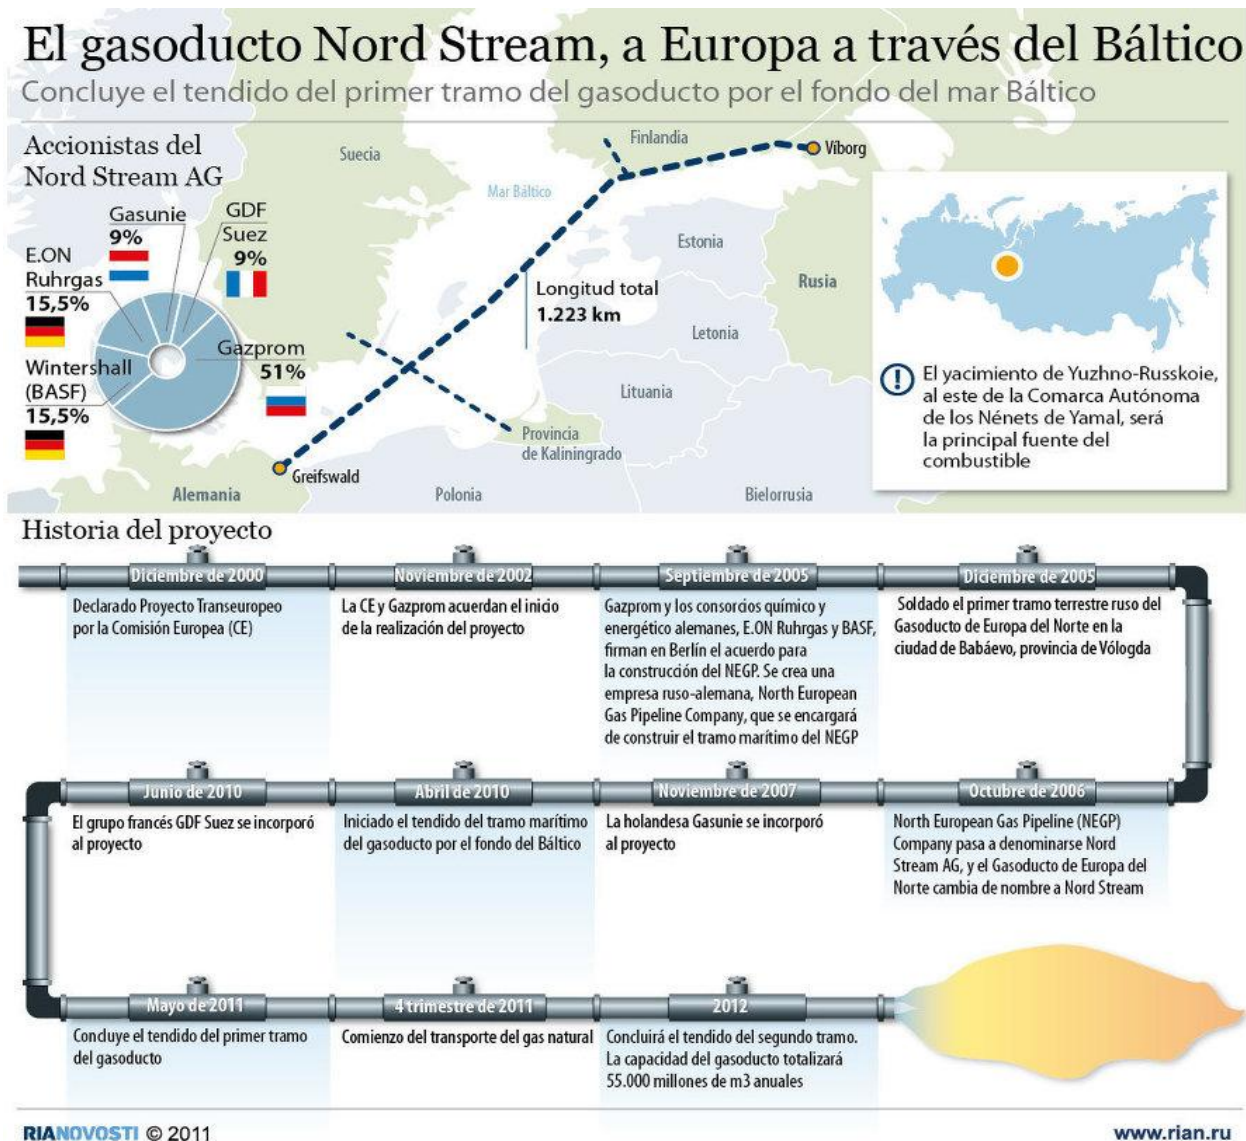 El gasoducto Nord Stream, a Europa a través del Báltico
Concluye el tendido del primer tramo del gasoducto por el fondo del mar Báltico
Accionistas del
Nord Stream AG
Gasunie
9%
GDF
Suez
9%
E.ON
Ruhrgas
15,5%
Wintershall
(BASF)
15,5%
Gazprom
51%
Suecia
Finlandia
Víborg
Mar Báltico
Estonia
Rusia
Longitud total
1.223 km
Letonia
Lituania
Provincia
de Kaliningrado
Greifswald
Alemania
Polonia
Bielorrusia
El yacimiento de Yuzhno-Russkoie,
al este de la Comarca Autónoma
de los Nénets de Yamal, será
la principal fuente del
combustible
Historia del proyecto
Diciembre de 2000
Declarado Proyecto Transeuropeo
por la Comisión Europea (CE)
Noviembre de 2002
La CE y Gazprom acuerdan el inicio
de la realización del proyecto
Septiembre de 2005
Gazprom y los consorcios químico y
energético alemanes, E.ON Ruhrgas y BASF,
firman en Berlín el acuerdo para
la construcción del NEGP. Se crea una
empresa ruso-alemana, North European
Gas Pipeline Company, que se encargará
de construir el tramo marítimo del NEGP
Diciembre de 2005
Soldado el primer tramo terrestre ruso del
Gasoducto de Europa del Norte en la
ciudad de Babáevo, provincia de Vólogda
Junio de 2010
El grupo francés GDF Suez se incorporó
al proyecto
Abril de 2010
Iniciado el tendido del tramo marítimo
del gasoducto por el fondo del Báltico
Noviembre de 2007
La holandesa Gasunie se incorporó
al proyecto
Octubre de 2006
North European Gas Pipeline (NEGP)
Company pasa a denominarse Nord
Stream AG, y el Gasoducto de Europa del
Norte cambia de nombre a Nord Stream
Mayo de 2011
Concluye el tendido del primer tramo
del gasoducto
4 trimestre de 2011
Comienzo del transporte del gas natural
2012
Concluirá el tendido del segundo tramo.
La capacidad del gasoducto totalizará
55.000 millones de m3 anuales
RIANOVOSTI © 2011
www.rian.ru